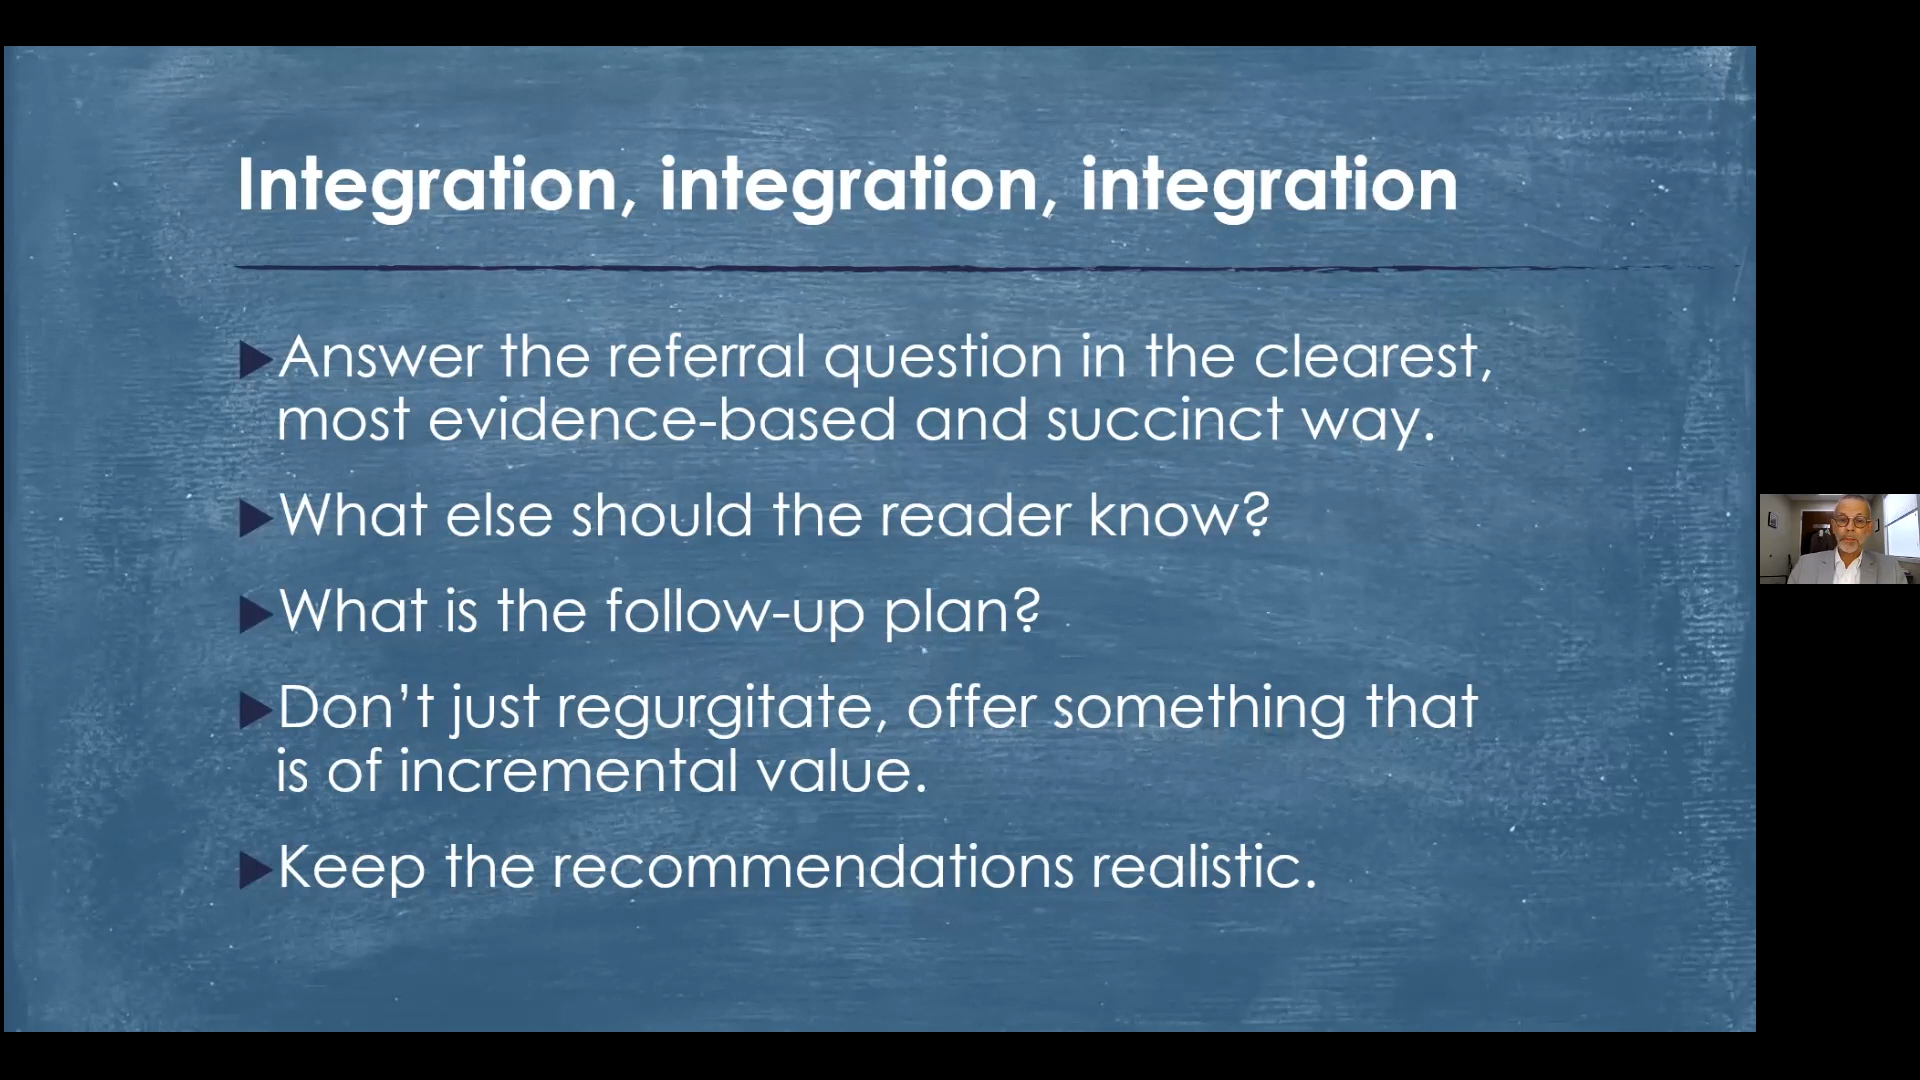 Integration, integration, integration
Answer the referral question in the clearest,
most evidence-based and succinct way.
What else should the reader know?
What is the follow-up plan?
Don’t just regurgitate, offer something that
is of incremental value.
Keep the recommendations realistic.